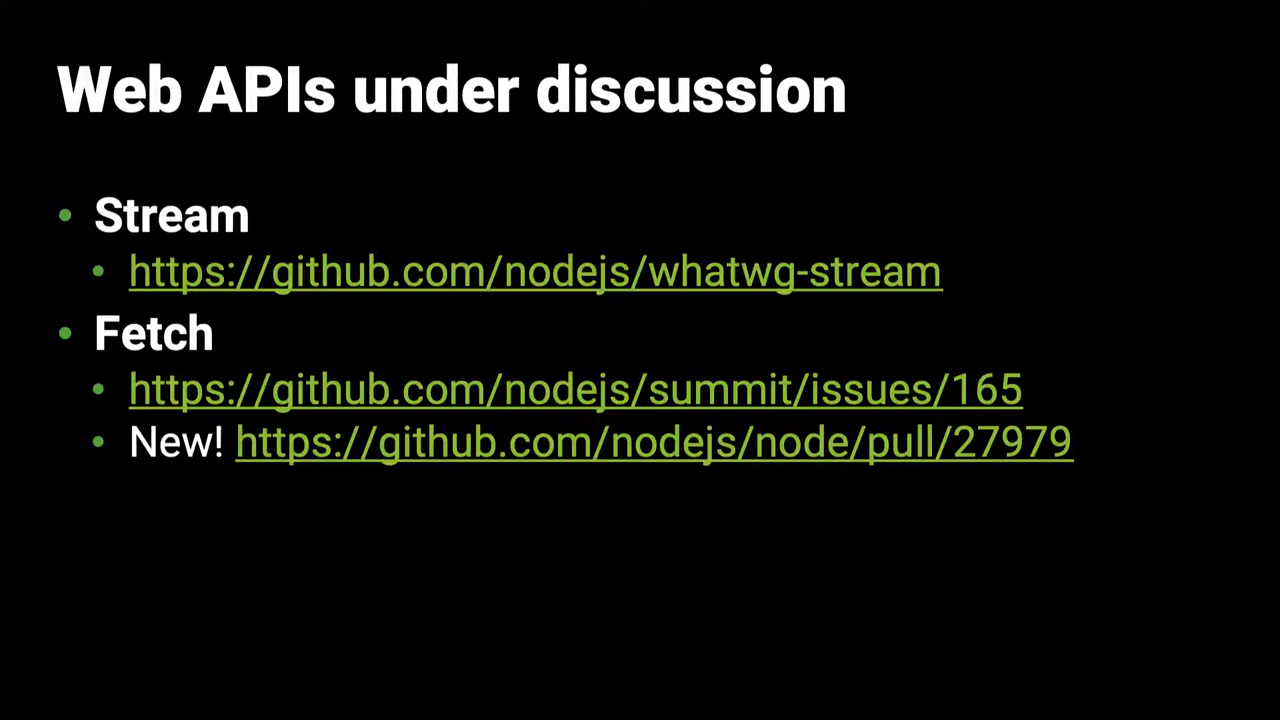 Web APIs under discussion
• Stream
• https://github.com/nodejs/whatwg-stream
• Fetch
• https://github.com/nodejs/summit/issues/165
• New! https://github.com/nodejs/node/pull/27979